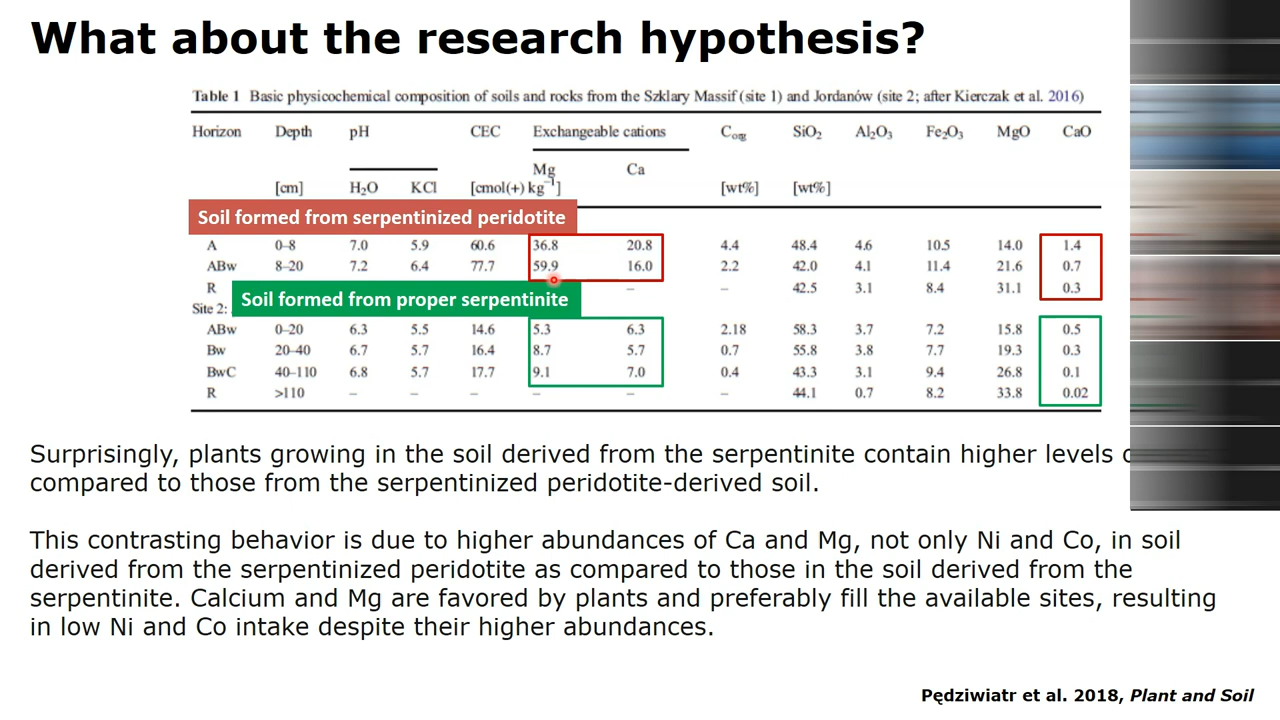 What about the research hypothesis?
Table 1 Basic physicochemical composition of soils and rocks from the Szklary Massif (site 1) and Jordanów (site 2; after Kierczak et al. 2016)
Horizon Depth pH CEC Exchangeable cations Corg SiO₂ Al₂O₃ Fe₂O₃ MgO CaO
Mg Ca
[cm] H₂O KCl [cmol(+) kg⁻¹] [wt%] [wt%]
Soil formed from serpentinized peridotite
A 0–8 7.0 5.9 60.6 36.8 20.8 4.4 48.4 4.6 10.5 14.0 1.4
ABw 8–20 7.2 6.4 77.7 59.9 16.0 2.2 42.0 4.1 11.4 21.6 0.7
R – – 42.5 3.1 8.4 31.1 0.3
Soil formed from proper serpentinite
Site 2:
ABw 0–20 6.3 5.5 14.6 5.3 6.3 2.18 58.3 3.7 7.2 15.8 0.5
Bw 20–40 6.7 5.7 16.4 8.7 5.7 0.7 55.8 3.8 7.7 19.3 0.3
BwC 40–110 6.8 5.7 17.7 9.1 7.0 0.4 43.3 3.1 9.4 26.8 0.1
R >110 – – – – – – 44.1 0.7 8.2 33.8 0.02
Surprisingly, plants growing in the soil derived from the serpentinite contain higher levels
compared to those from the serpentinized peridotite-derived soil.
This contrasting behavior is due to higher abundances of Ca and Mg, not only Ni and Co, in soil
derived from the serpentinized peridotite as compared to those in the soil derived from the
serpentinite. Calcium and Mg are favored by plants and preferably fill the available sites, resulting
in low Ni and Co intake despite their higher abundances.
Pędziwiatr et al. 2018, Plant and Soil